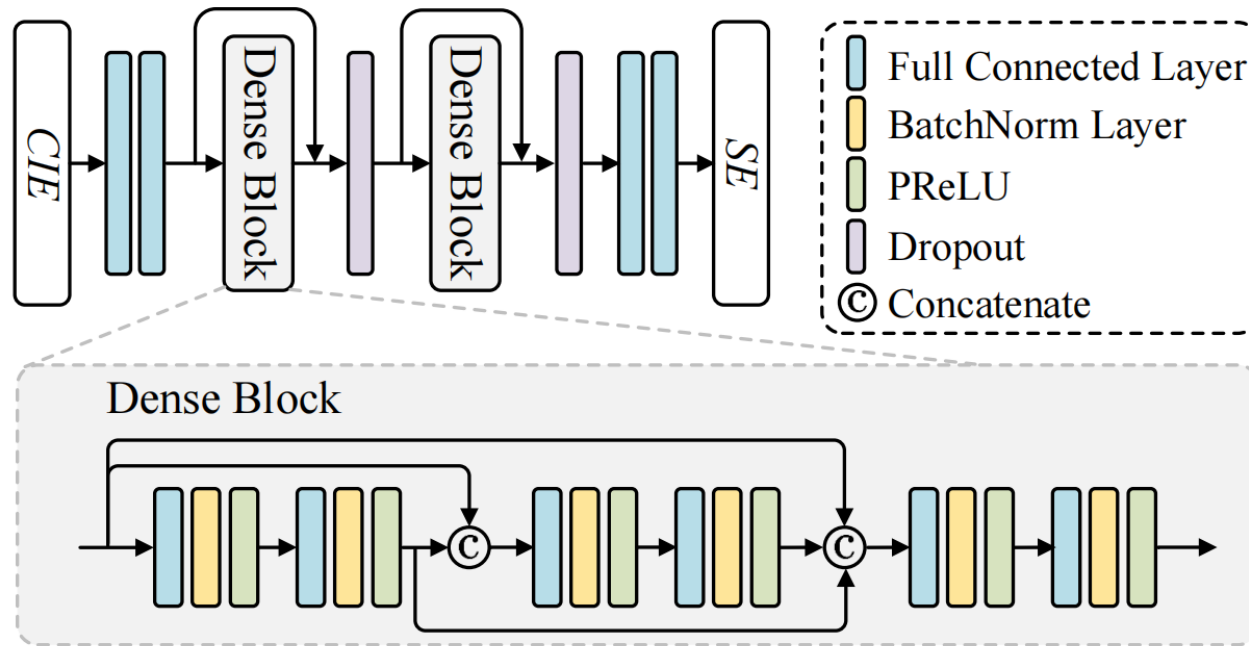 CIE
Dense Block
Dense Block
SE
Full Connected Layer
BatchNorm Layer
PReLU
Dropout
C Concatenate
Dense Block
C
C